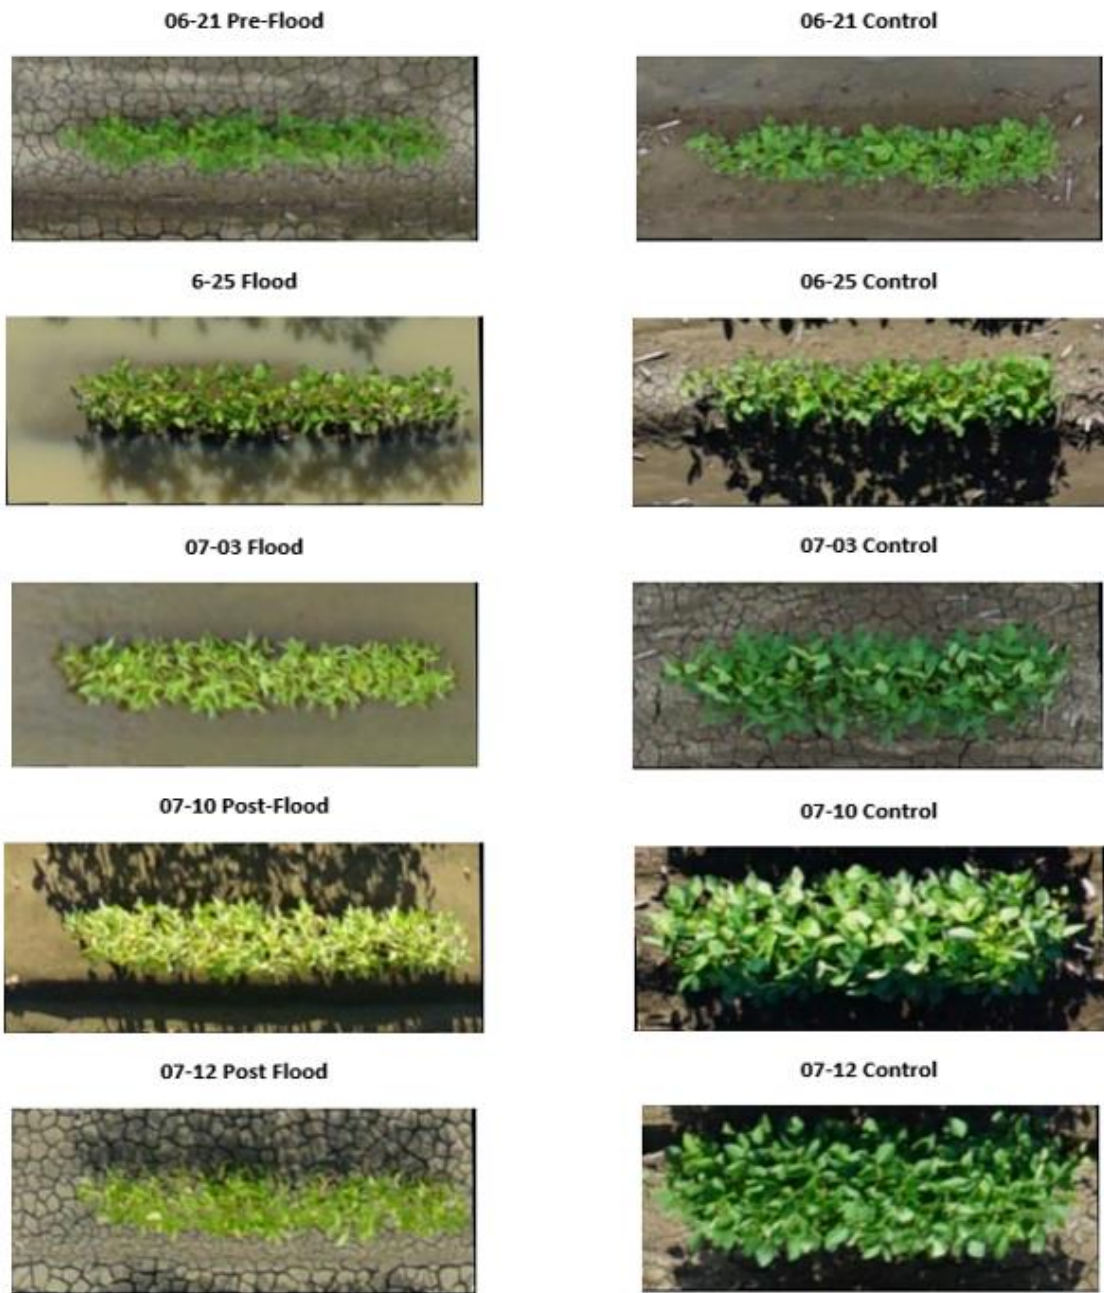 06-21 Pre-Flood
06-21 Control
6-25 Flood
06-25 Control
07-03 Flood
07-03 Control
07-10 Post-Flood
07-10 Control
07-12 Post Flood
07-12 Control